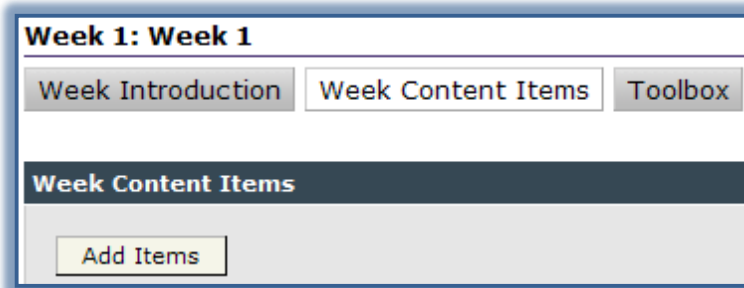 Week 1: Week 1
Week Introduction Week Content Items Toolbox
Week Content Items
Add Items